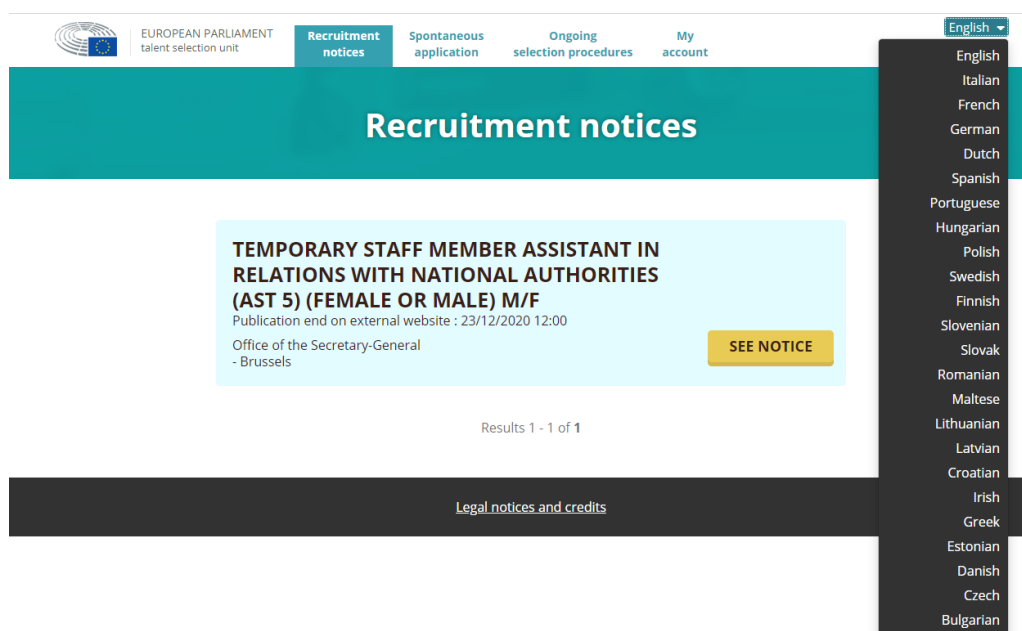 EUROPEAN PARLIAMENT
talent selection unit
Recruitment
notices
Spontaneous
application
Ongoing
selection procedures
My
account
English
Recruitment notices
TEMPORARY STAFF MEMBER ASSISTANT IN
RELATIONS WITH NATIONAL AUTHORITIES
(AST 5) (FEMALE OR MALE) M/F
Publication end on external website : 23/12/2020 12:00
Office of the Secretary-General
- Brussels
SEE NOTICE
Results 1 - 1 of 1
Legal notices and credits
English
Italian
French
German
Dutch
Spanish
Portuguese
Hungarian
Polish
Swedish
Finnish
Slovenian
Slovak
Romanian
Maltese
Lithuanian
Latvian
Croatian
Irish
Greek
Estonian
Danish
Czech
Bulgarian